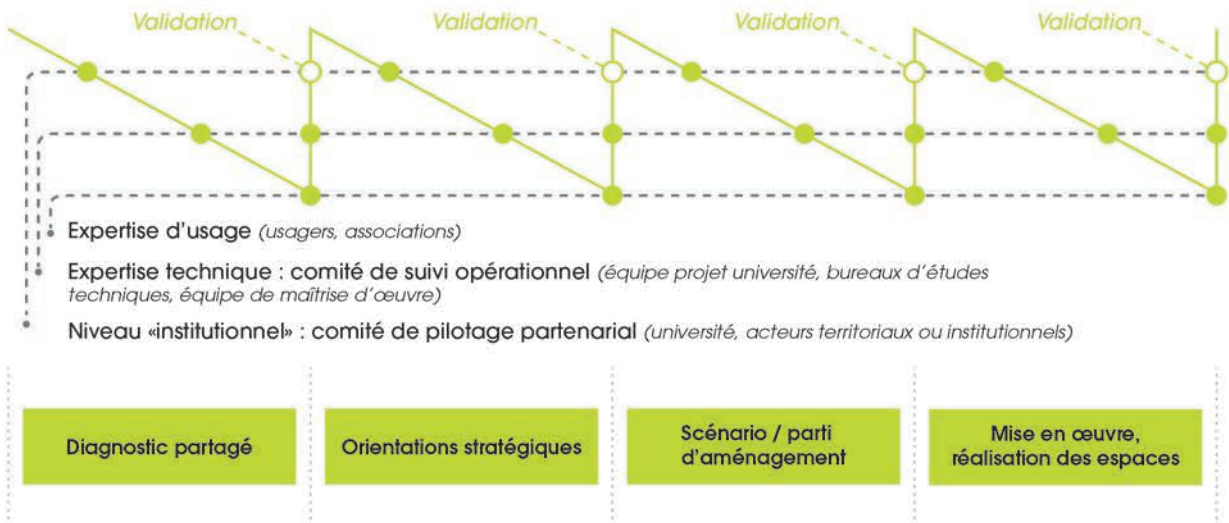 Validation
Validation
Validation
Validation
Expertise d'usage (usagers, associations)
Expertise technique : comité de suivi opérationnel (équipe projet université, bureaux d'études
techniques, équipe de maîtrise d'œuvre)
Niveau «institutionnel» : comité de pilotage partenarial (université, acteurs territoriaux ou institutionnels)
Diagnostic partagé
Orientations stratégiques
Scénario / parti
d'aménagement
Mise en œuvre,
réalisation des espaces